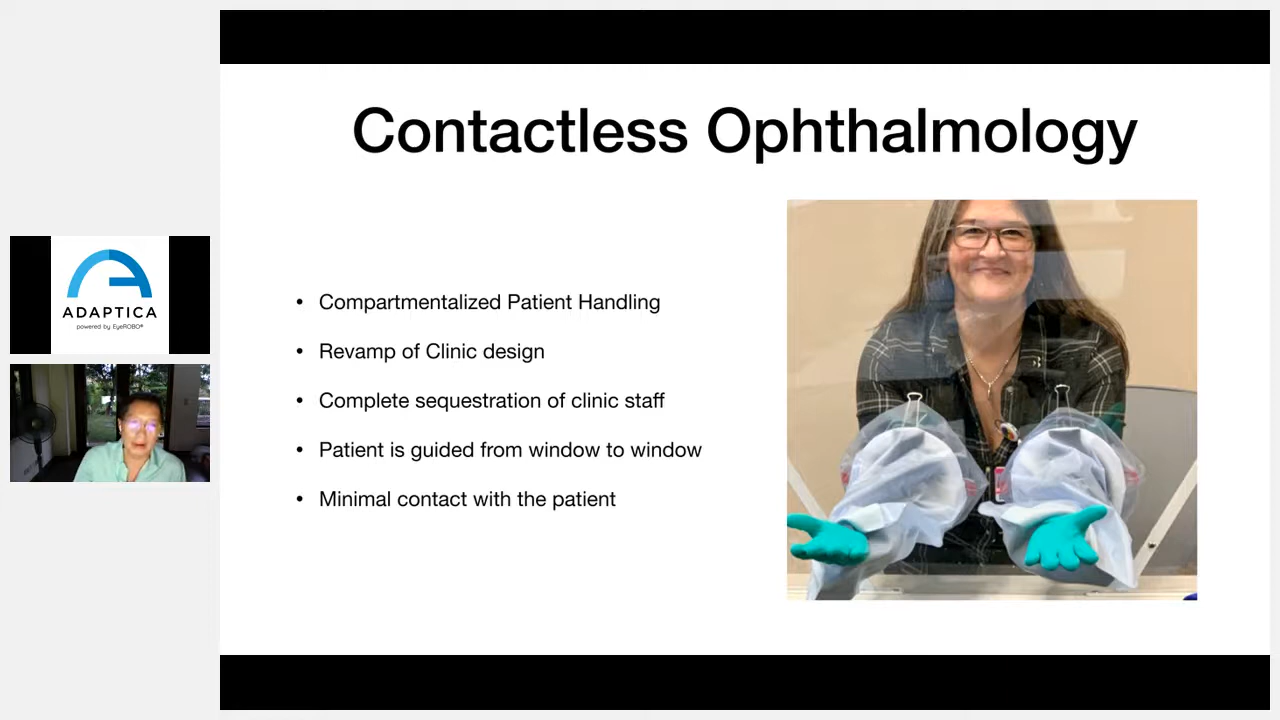 Contactless Ophthalmology
• Compartmentalized Patient Handling
• Revamp of Clinic design
• Complete sequestration of clinic staff
• Patient is guided from window to window
• Minimal contact with the patient
ADAPTICA
powered by EyeROBO®